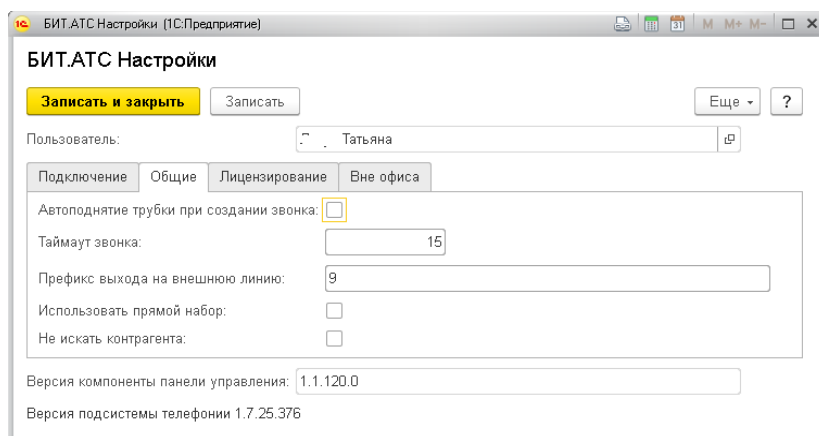 БИТ.АТС Настройки (1С:Предприятие) M M+ M-
БИТ.АТС Настройки
Записать и закрыть Записать Еще ?
Пользователь: Татьяна
Подключение Общие Лицензирование Вне офиса
Автоподнятие трубки при создании звонка:
Таймаут звонка: 15
Префикс выхода на внешнюю линию: 9
Использовать прямой набор:
Не искать контрагента:
Версия компоненты панели управления: 1.1.120.0
Версия подсистемы телефонии 1.7.25.376